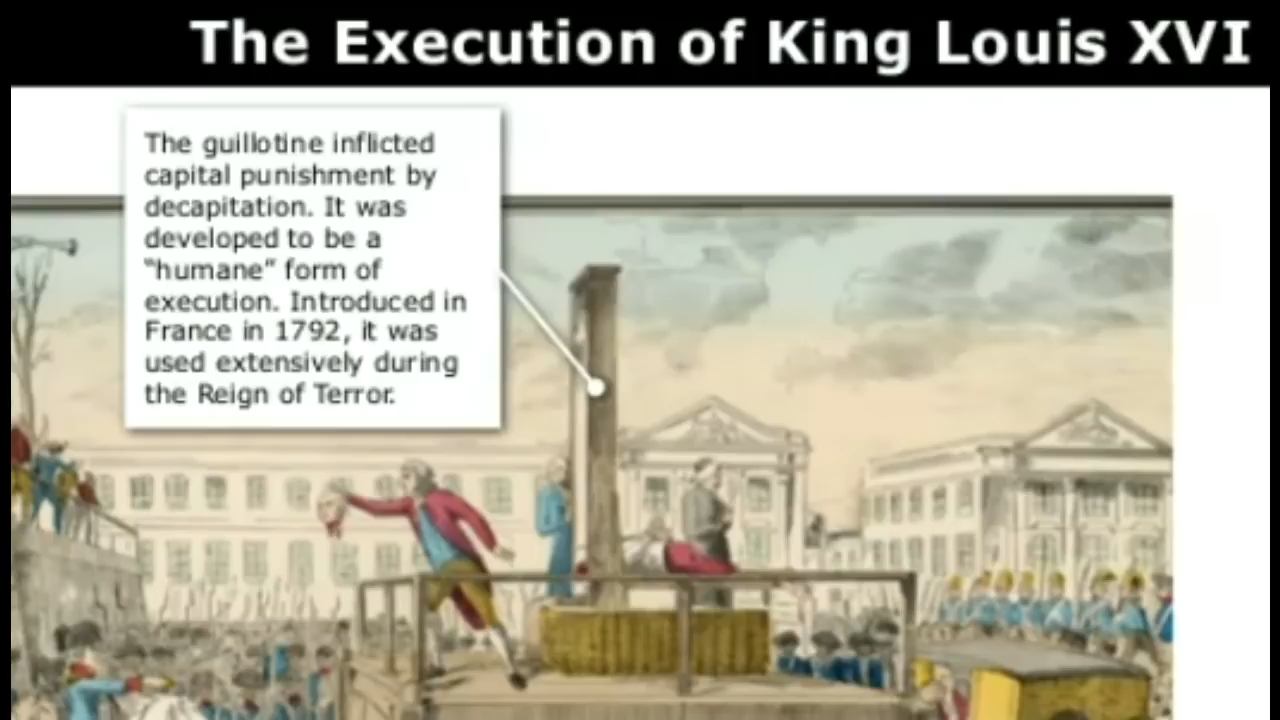 The Execution of King Louis XVI
The guillotine inflicted
capital punishment by
decapitation. It was
developed to be a
“humane” form of
execution. Introduced in
France in 1792, it was
used extensively during
the Reign of Terror.